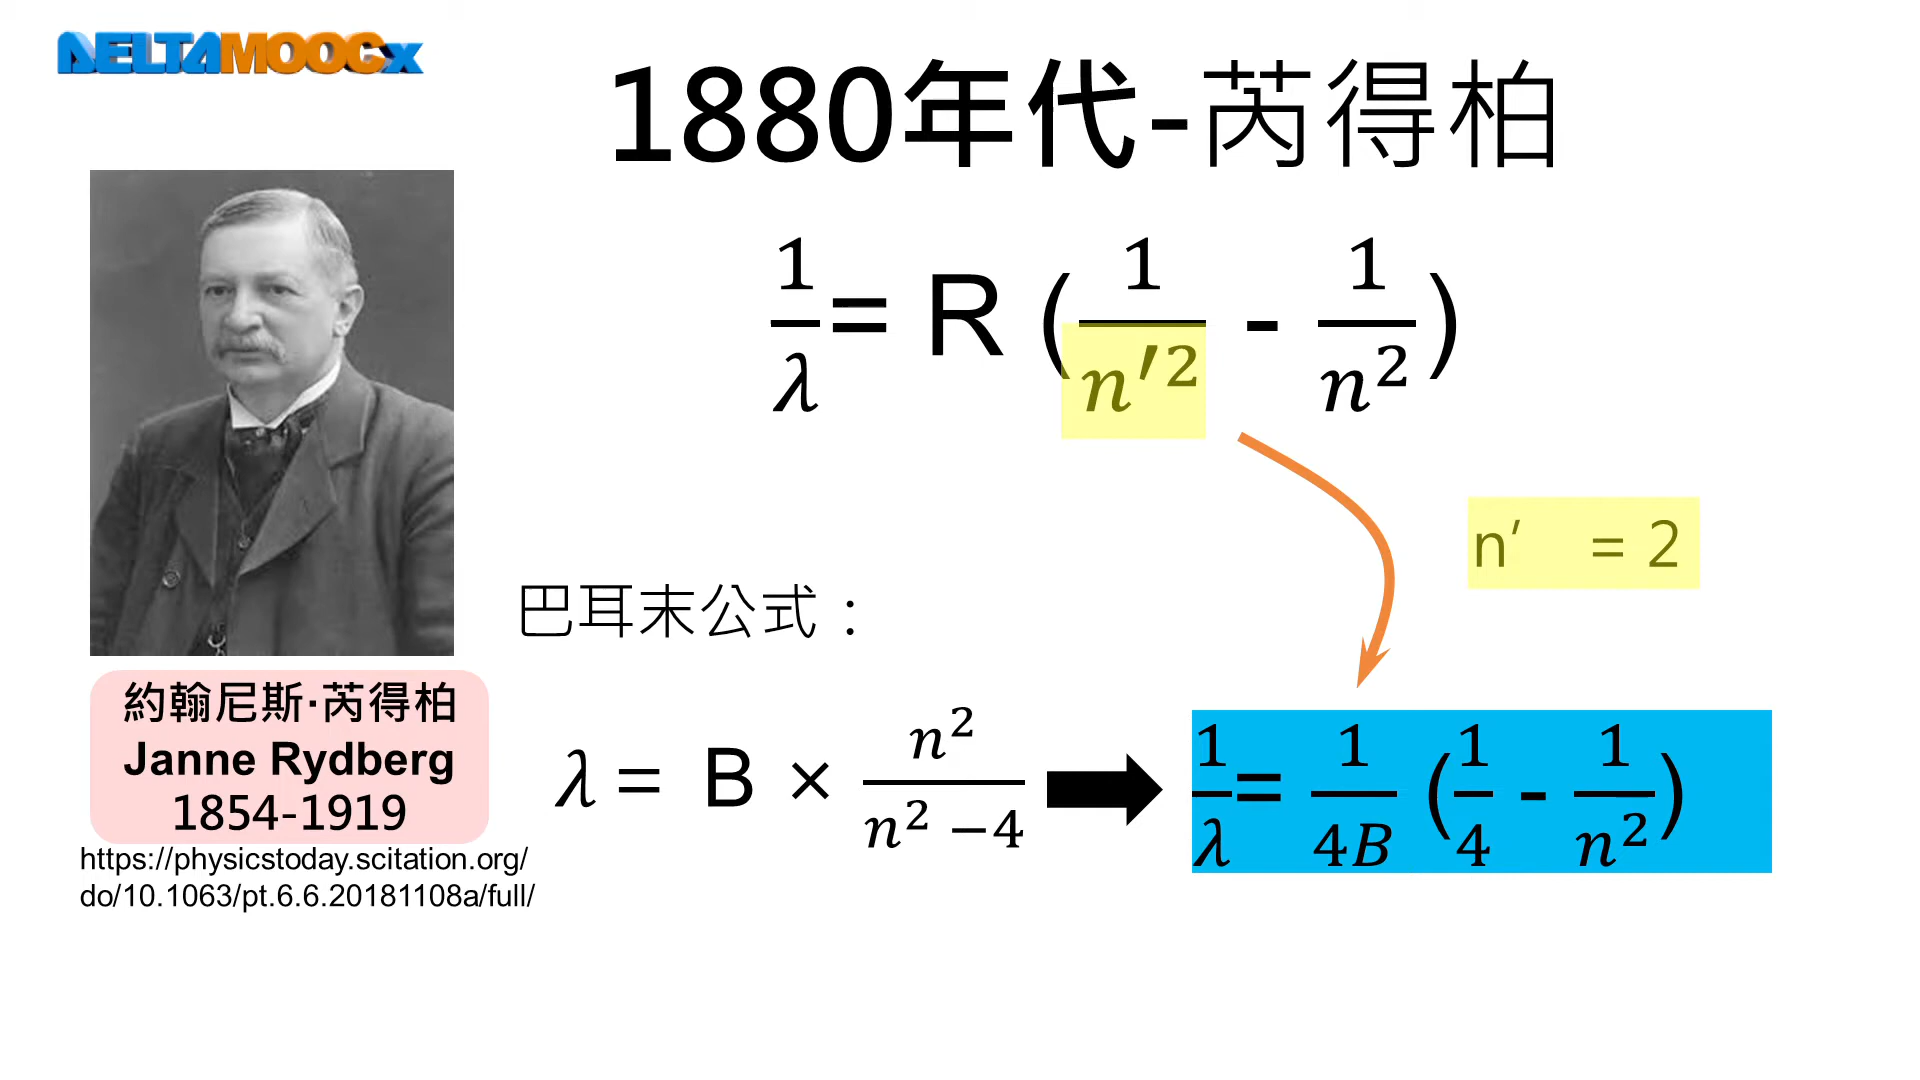 DELTAMOOCx
1880年代-芮得柏
1/λ = R (1/n′² - 1/n²)
n′ = 2
巴耳末公式：
約翰尼斯·芮得柏
Janne Rydberg
1854-1919
λ = B × n²/(n² −4)
1/λ = 1/4B (1/4 - 1/n²)
https://physicstoday.scitation.org/
do/10.1063/pt.6.6.20181108a/full/